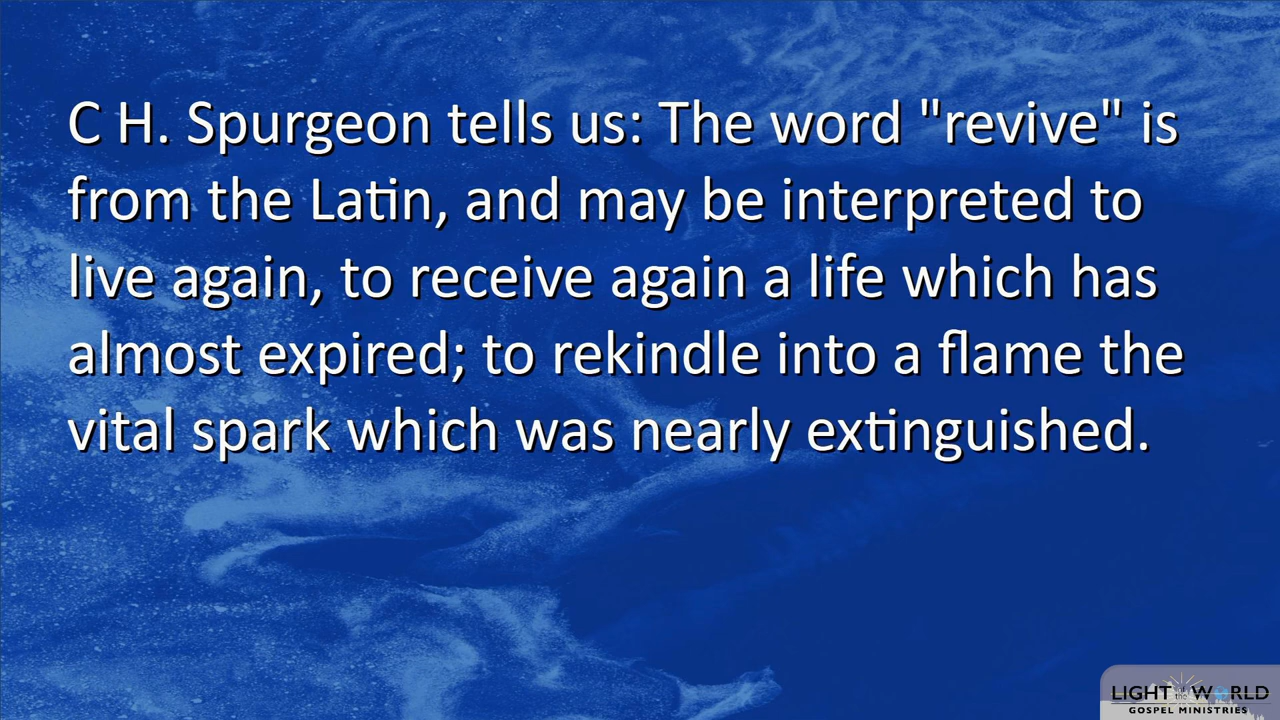 C H. Spurgeon tells us: The word "revive" is
from the Latin, and may be interpreted to
live again, to receive again a life which has
almost expired; to rekindle into a flame the
vital spark which was nearly extinguished.
LIGHT of the WORLD
GOSPEL MINISTRIES